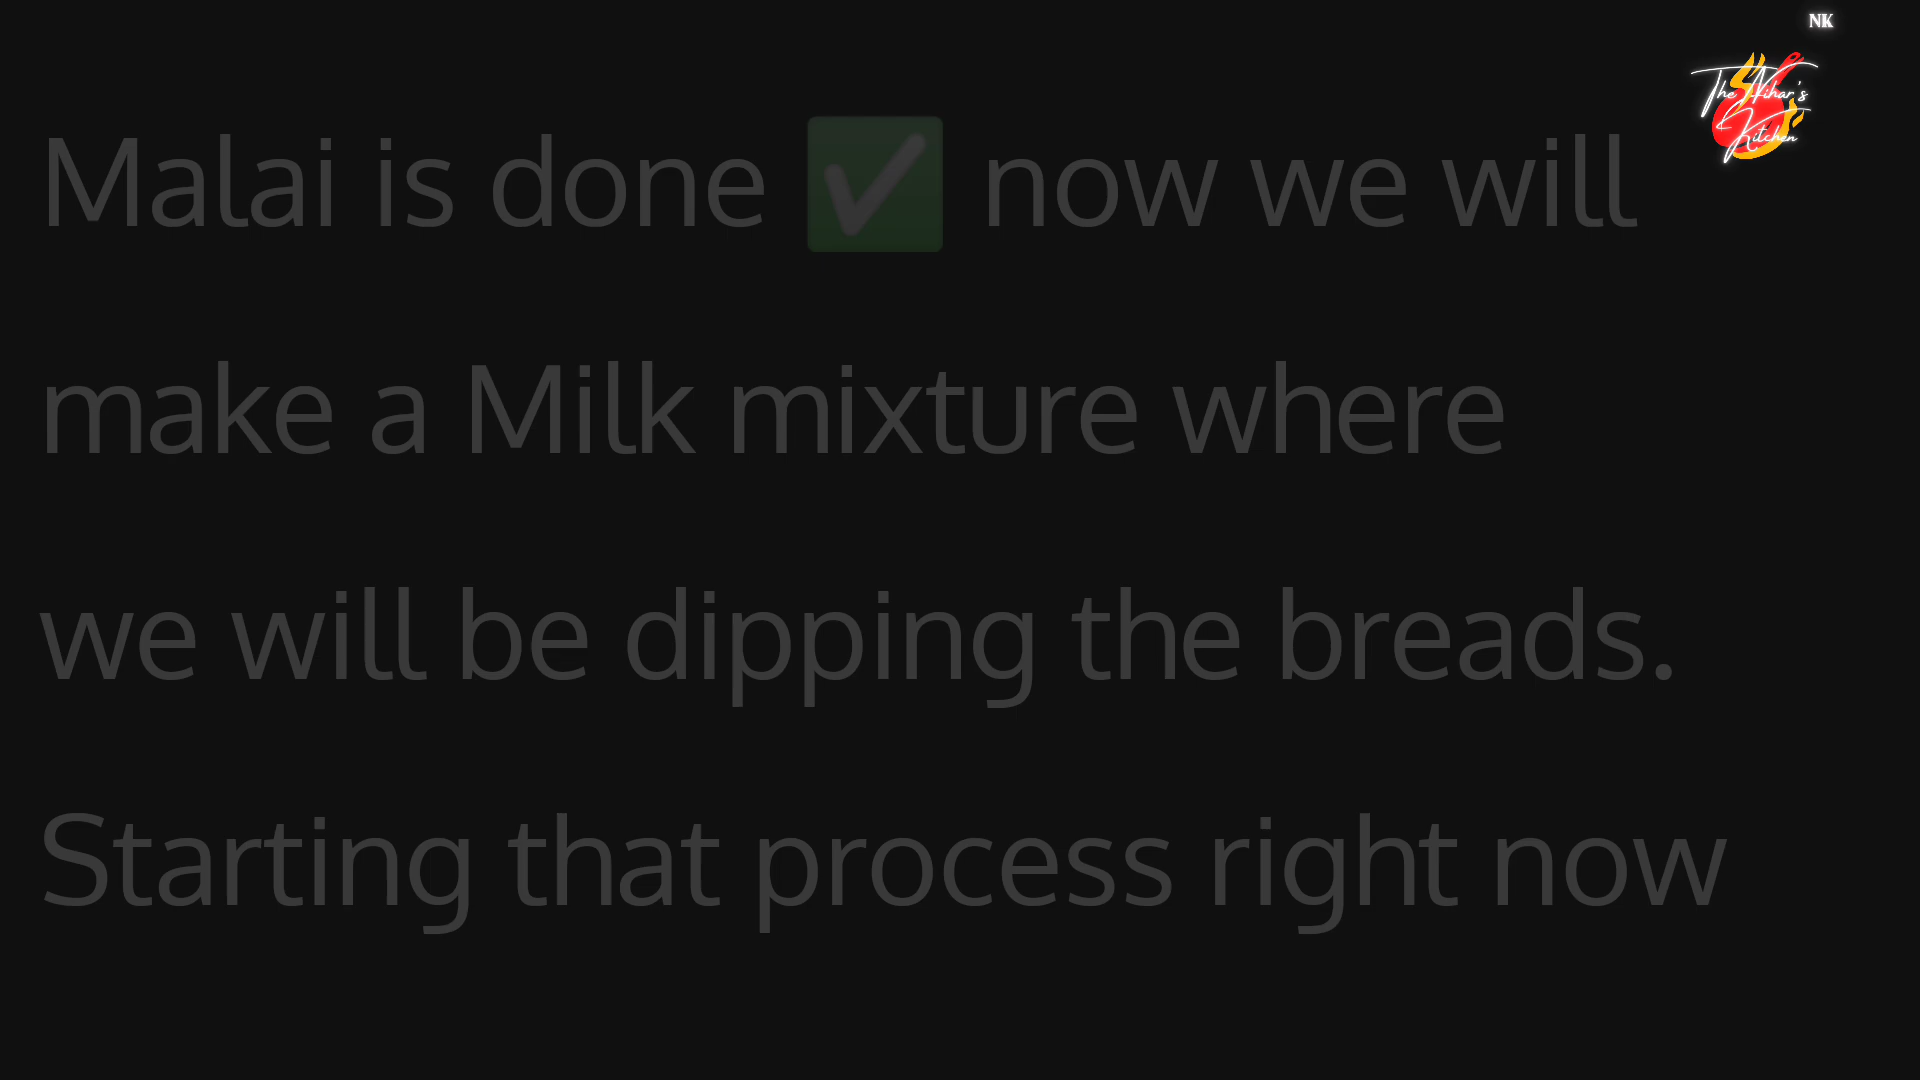 NK
The Nihar's
Kitchen
Malai is done ✅ now we will
make a Milk mixture where
we will be dipping the breads.
Starting that process right now